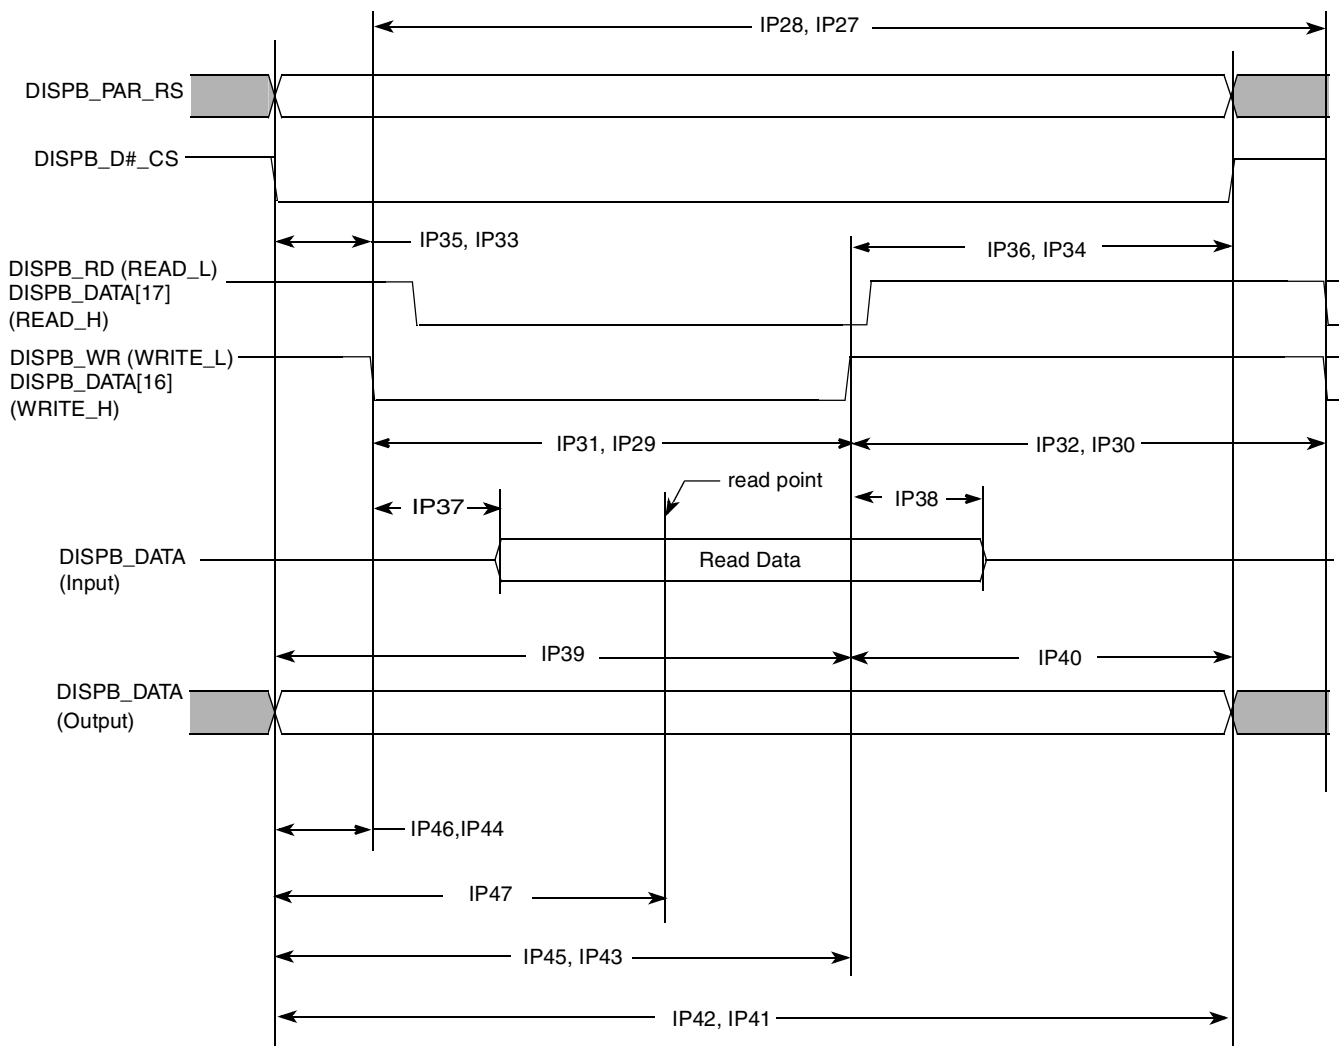 IP28, IP27
DISPB_PAR_RS
DISPB_D#_CS
IP35, IP33
IP36, IP34
DISPB_RD (READ_L)
DISPB_DATA[17]
(READ_H)
DISPB_WR (WRITE_L)
DISPB_DATA[16]
(WRITE_H)
IP31, IP29
IP32, IP30
read point
IP37
IP38
DISPB_DATA
(Input)
Read Data
IP39
IP40
DISPB_DATA
(Output)
IP46,IP44
IP47
IP45, IP43
IP42, IP41